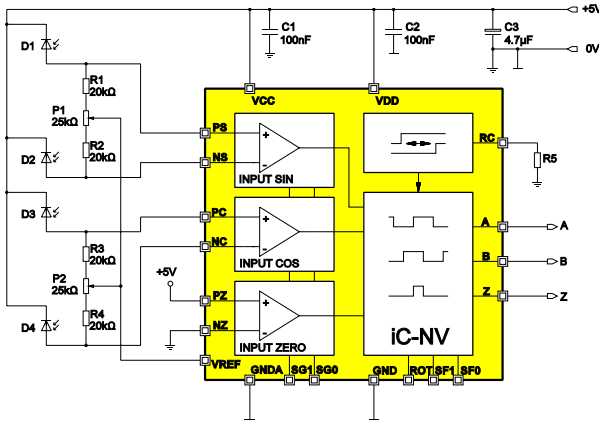 +5V
C1
100nF
C2
100nF
C3
4.7µF
0V
D1
R1
20kΩ
P1
25kΩ
R2
20kΩ
D2
D3
R3
20kΩ
P2
25kΩ
R4
20kΩ
D4
+5V
VCC
VDD
PS
NS
INPUT SIN
PC
NC
INPUT COS
PZ
NZ
INPUT ZERO
VREF
RC
R5
A
A
B
B
Z
Z
iC-NV
GNDA
SG1
SG0
GND
ROT
SF1
SF0